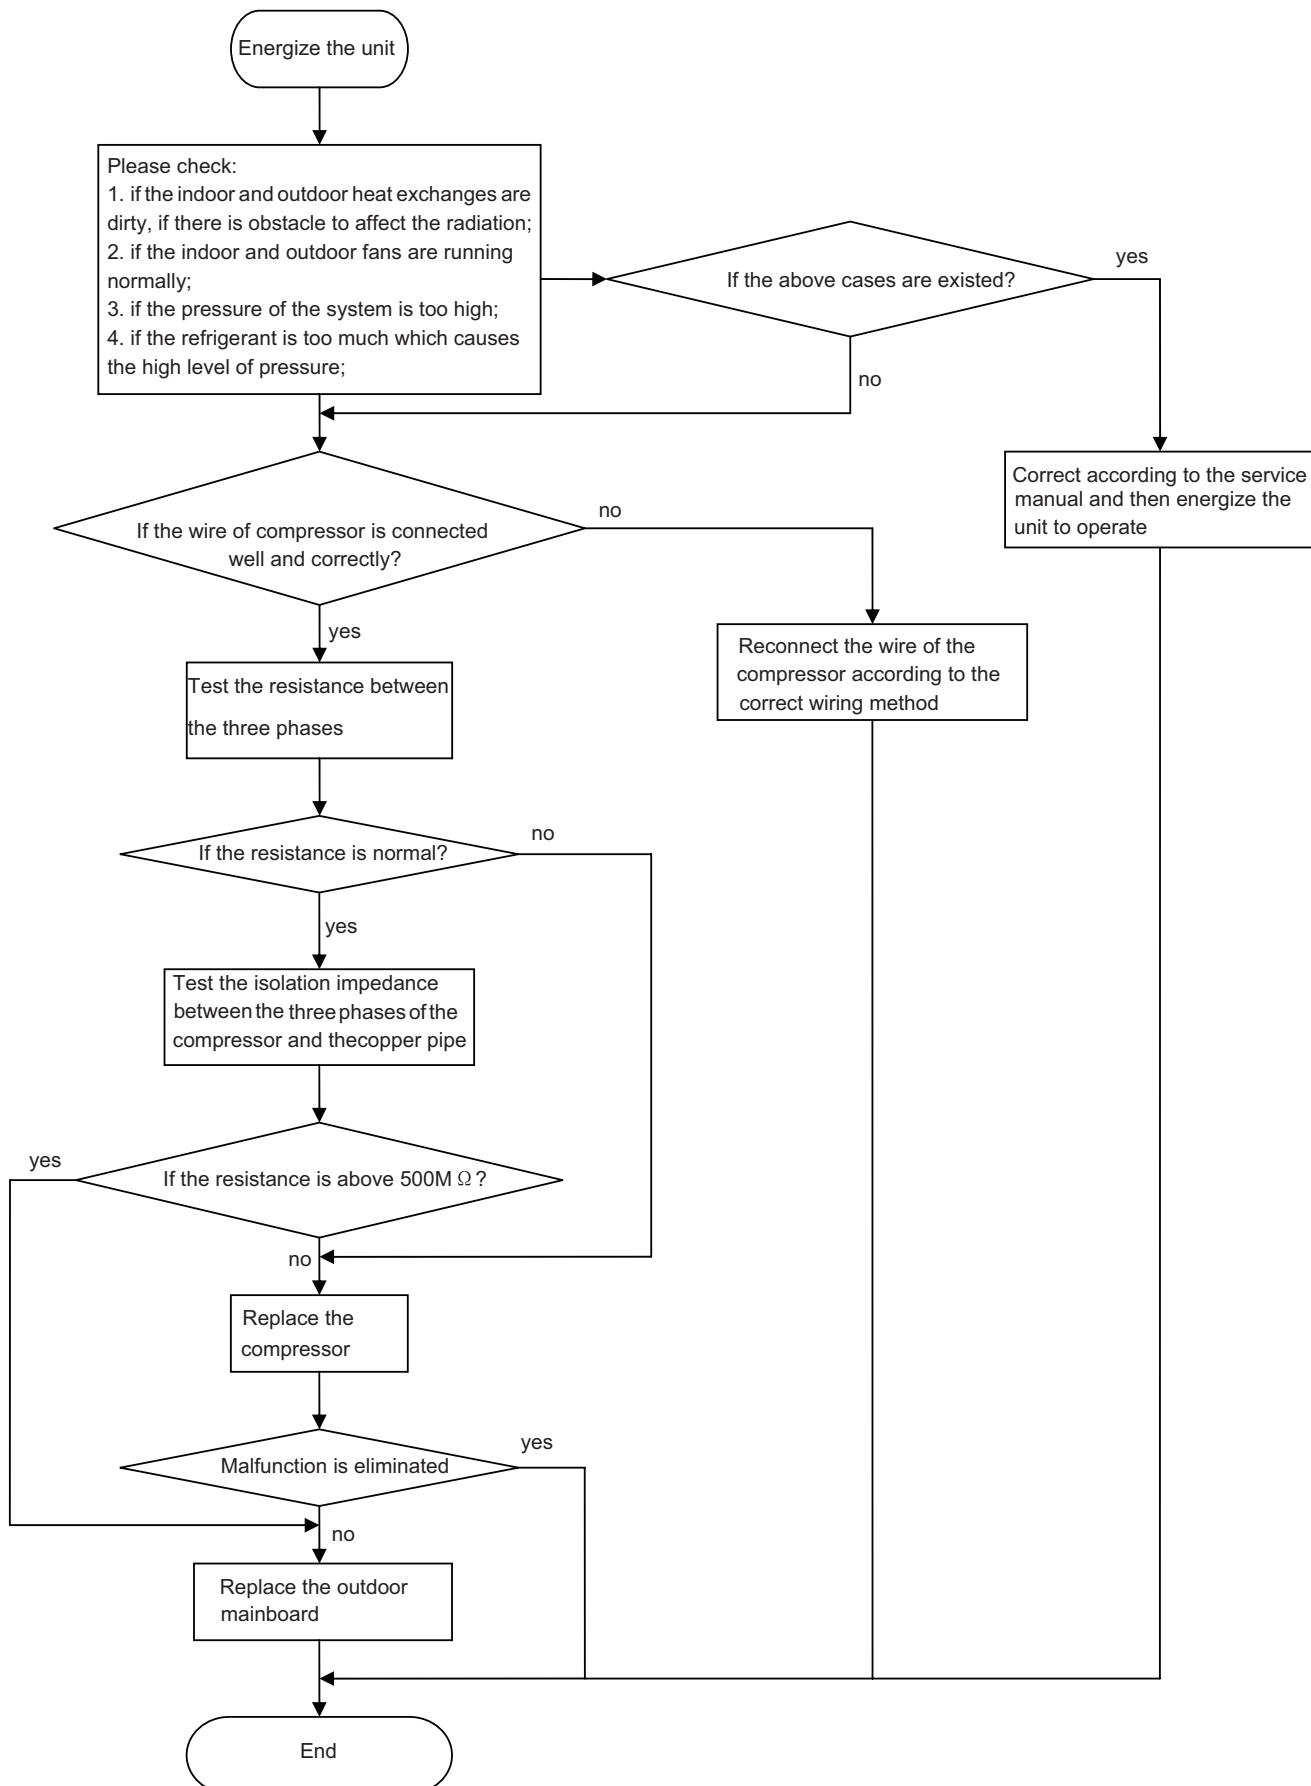 Energize the unit
Please check:
1. if the indoor and outdoor heat exchanges are
dirty, if there is obstacle to affect the radiation;
2. if the indoor and outdoor fans are running
normally;
3. if the pressure of the system is too high;
4. if the refrigerant is too much which causes
the high level of pressure;
If the above cases are existed?
yes
no
Correct according to the service
manual and then energize the
unit to operate
If the wire of compressor is connected
well and correctly?
no
yes
Reconnect the wire of the
compressor according to the
correct wiring method
Test the resistance between
the three phases
If the resistance is normal?
no
yes
Test the isolation impedance
between the three phases of the
compressor and thecopper pipe
yes
If the resistance is above 500M Ω ?
no
Replace the
compressor
Malfunction is eliminated
yes
no
Replace the outdoor
mainboard
End